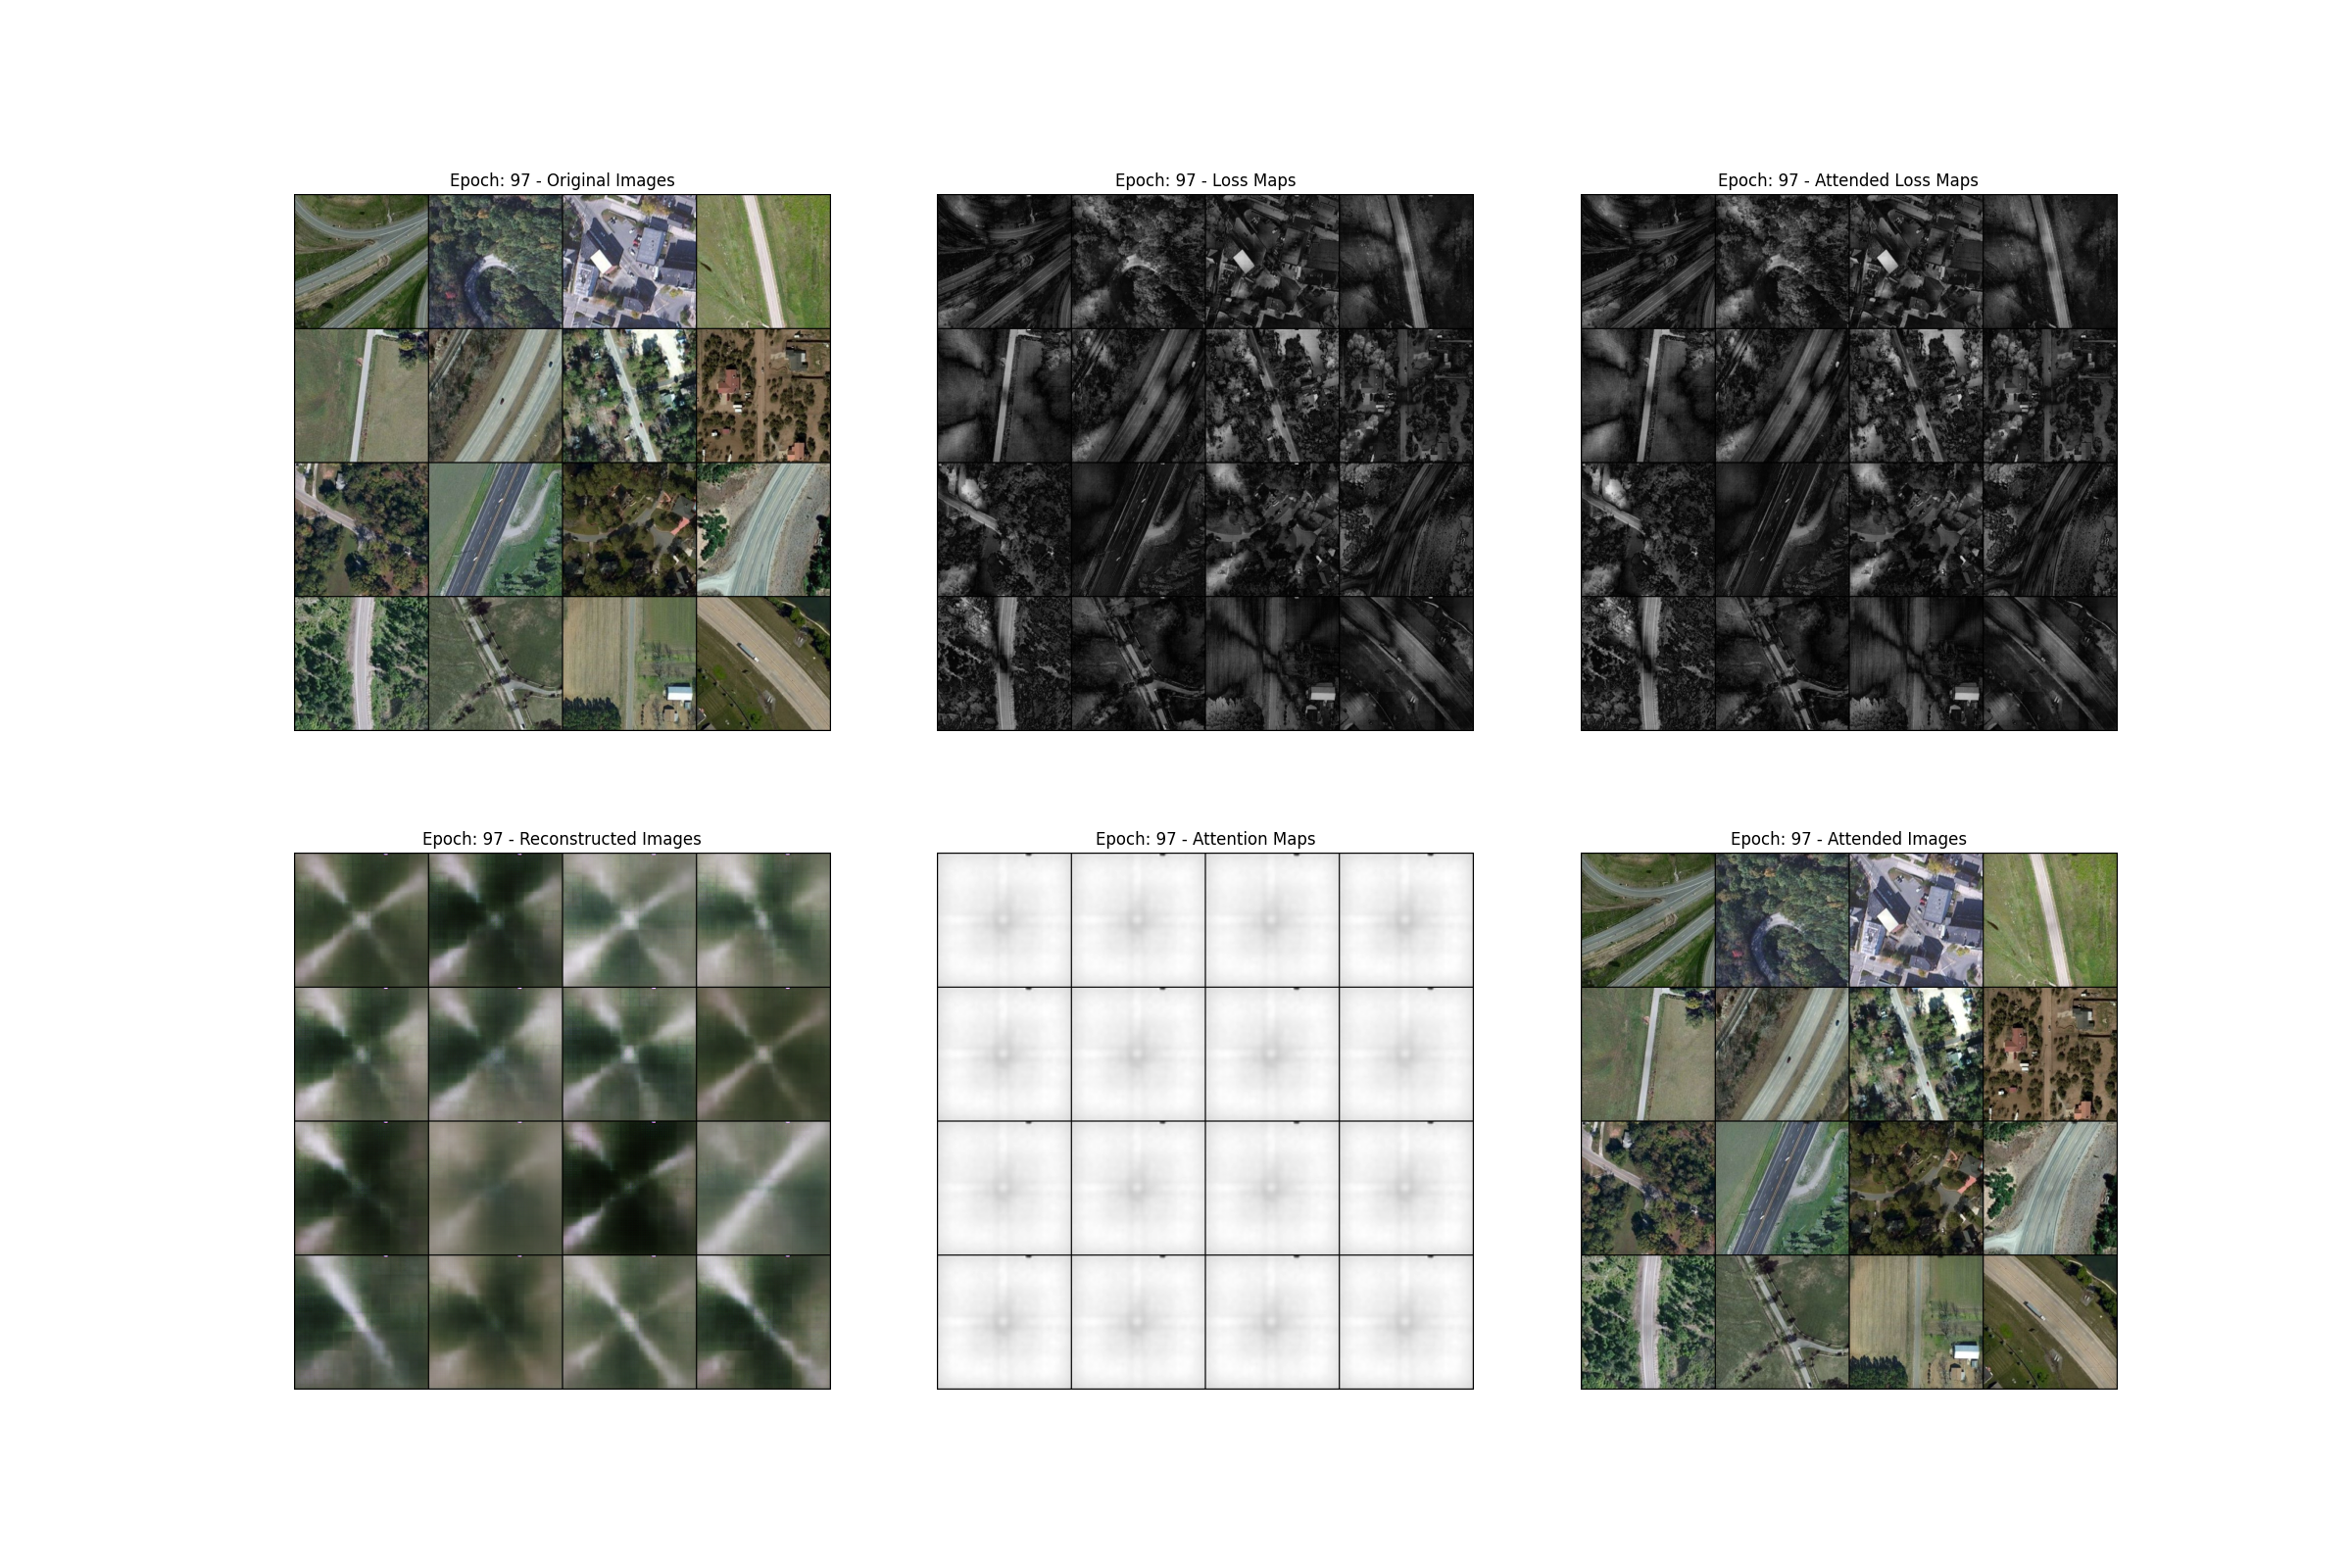 Epoch: 97 - Original Images
Epoch: 97 - Loss Maps
Epoch: 97 - Attended Loss Maps
Epoch: 97 - Reconstructed Images
Epoch: 97 - Attention Maps
Epoch: 97 - Attended Images